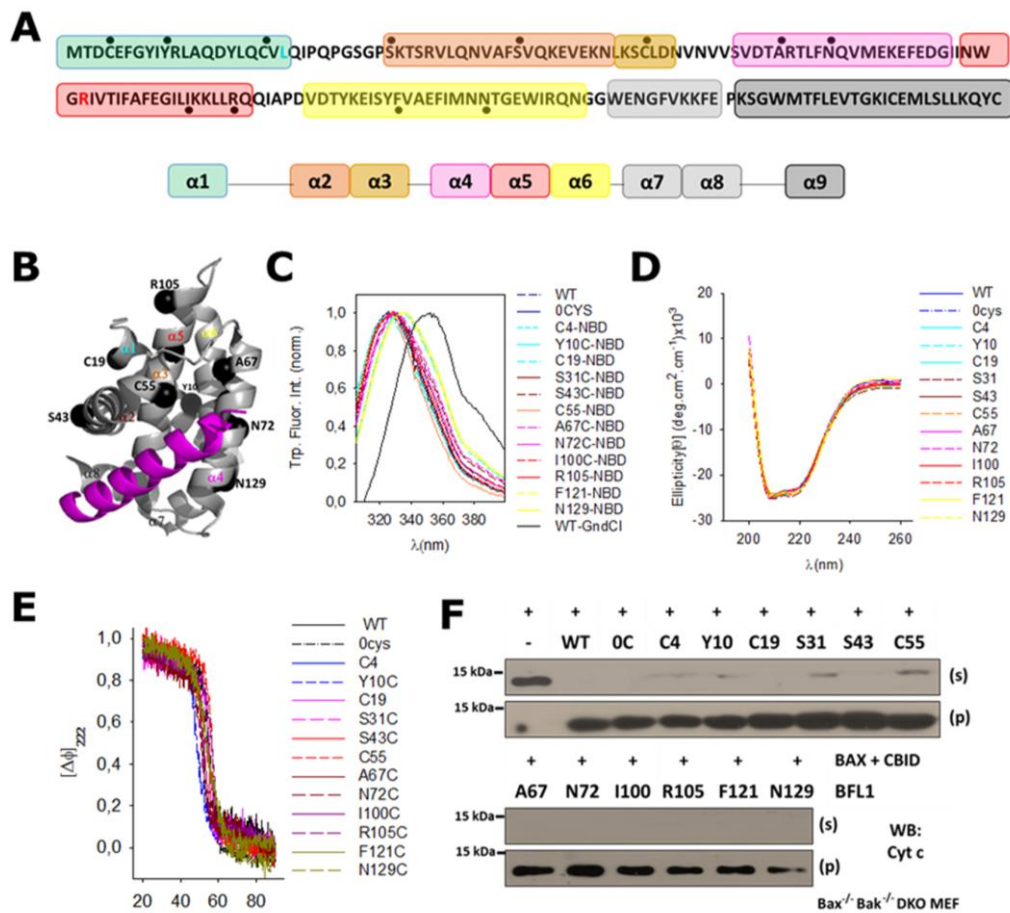 A
MTDCEFGYIYRLAQDYLQCVLQIPQPGSGPSKTSRVLQNVAFSVQKEVEKNLKSCLDNVNVVSVDTARTLFNQVMEKEFEDGIINW
GRIVTIFAFEGILIKKLLRQQIAPDVDTYKEISYFVAEFIMNNTGEWIRQNGGWENGFVKKFE PKSGWMTFLEVTGKICEMLSLLKQYC
α1 α2 α3 α4 α5 α6 α7 α8 α9
B
R105
α5
C19 α1
α3 A67
C55 Y10
S43 α2 N72
α4 N129
α8
α7
C
Trp. Fluor. Int. (norm.)
1,0
0,8
0,6
0,4
0,2
0,0
320 340 360 380
λ(nm)
WT
0CYS
C4-NBD
Y10C-NBD
C19-NBD
S31C-NBD
S43C-NBD
C55-NBD
A67C-NBD
N72C-NBD
I100C-NBD
R105C-NBD
F121-NBD
N129-NBD
WT-GndCl
D
Ellipticity[θ] (deg.cm².cm⁻¹)x10³
20
10
0
-10
-20
-30
200 220 240 260
λ(nm)
WT
0cys
C4
Y10
C19
S31
S43
C55
A67
N72
I100
R105
F121
N129
E
[Δϕ]222
1,0
0,8
0,6
0,4
0,2
0,0
20 40 60 80
WT
0cys
C4
Y10C
C19
S31C
S43C
C55
A67C
N72C
I100C
R105C
F121C
N129C
F
+ + + + + + + +
- WT 0C C4 Y10 C19 S31 S43 C55
15 kDa (s)
15 kDa (p)
+ + + + + + BAX + CBID
A67 N72 I100 R105 F121 N129 BFL1
15 kDa (s)
WB:
15 kDa (p) Cyt c
Bax⁻/⁻ Bak⁻/⁻ DKO MEF